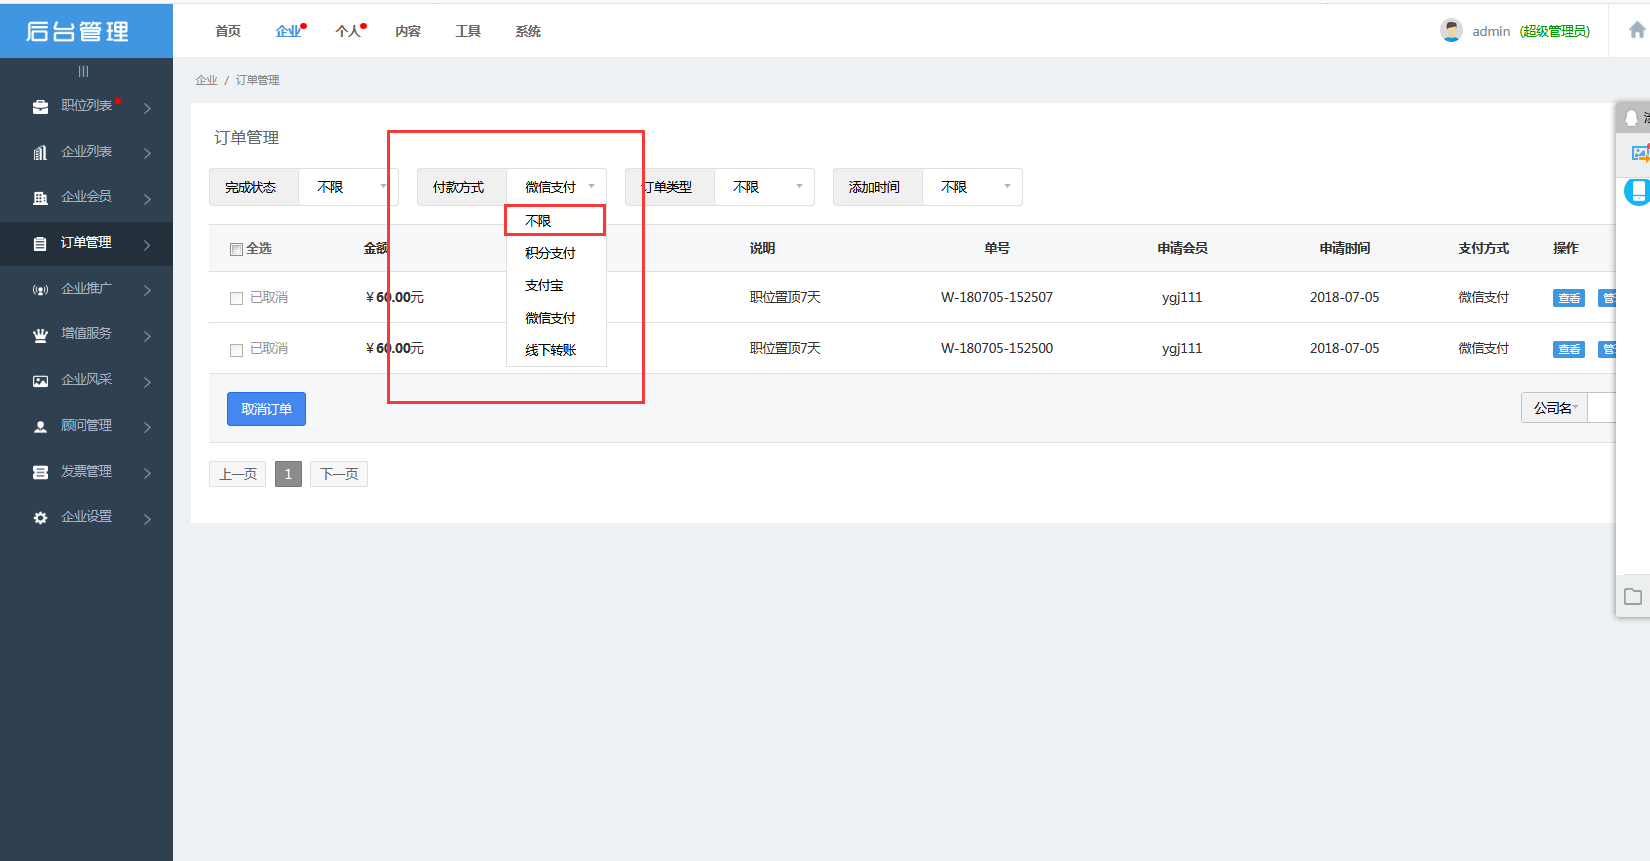 后台管理
首页 企业 个人 内容 工具 系统
admin (超级管理员)
职位列表
企业列表
企业会员
订单管理
企业推广
增值服务
企业风采
顾问管理
发票管理
企业设置
企业 / 订单管理
订单管理
完成状态 不限 付款方式 微信支付 订单类型 不限 添加时间 不限
不限
积分支付
支付宝
微信支付
线下转账
全选 金额 说明 单号 申请会员 申请时间 支付方式 操作
已取消 ￥60.00元 职位置顶7天 W-180705-152507 ygj111 2018-07-05 微信支付 查看
已取消 ￥60.00元 职位置顶7天 W-180705-152500 ygj111 2018-07-05 微信支付 查看
取消订单 公司名
上一页 1 下一页